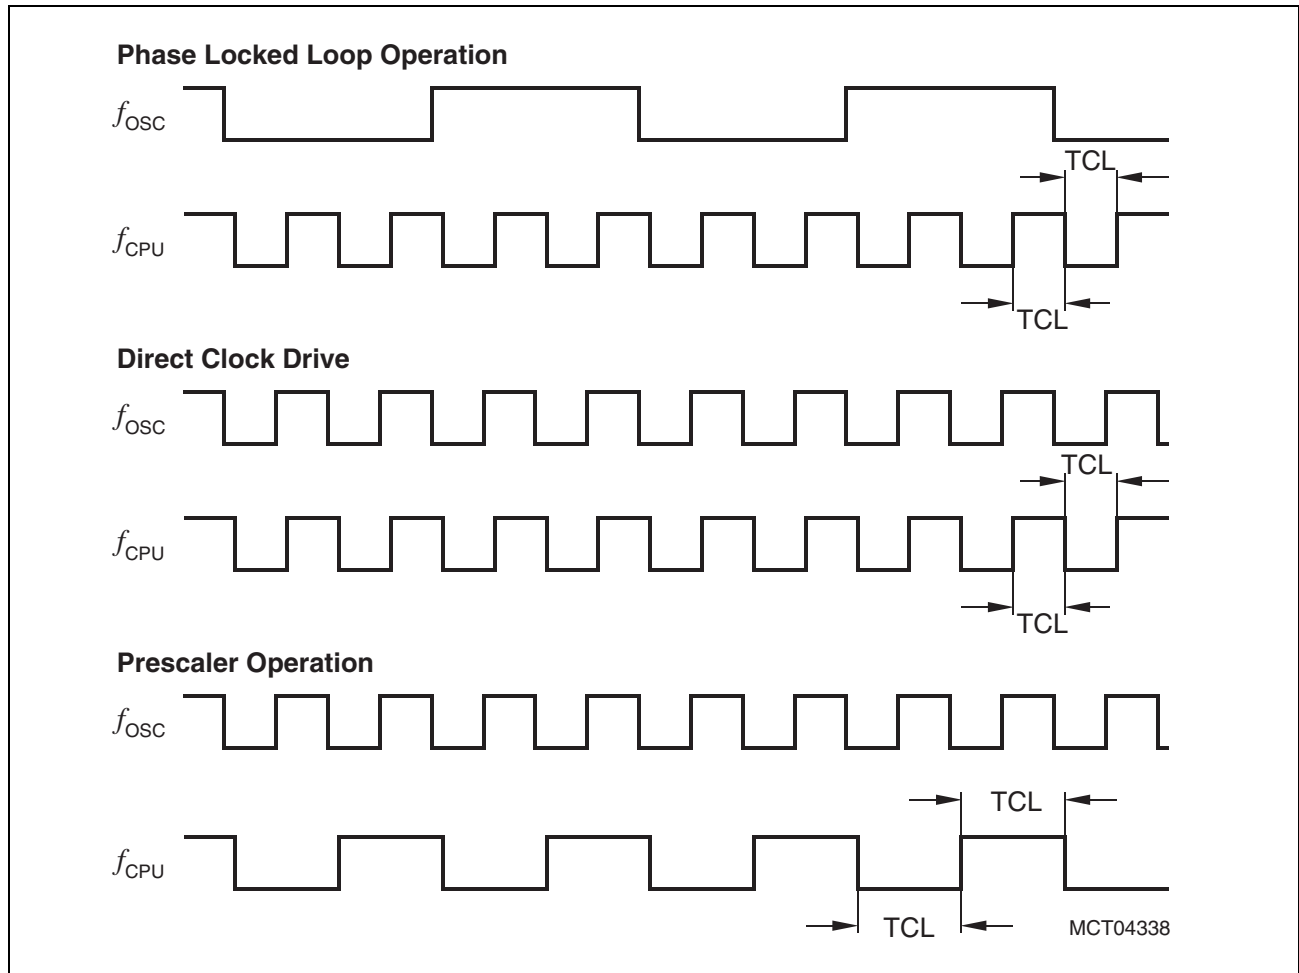 Phase Locked Loop Operation
fOSC
TCL
fCPU
TCL
Direct Clock Drive
fOSC
TCL
fCPU
TCL
Prescaler Operation
fOSC
TCL
fCPU
TCL
MCT04338